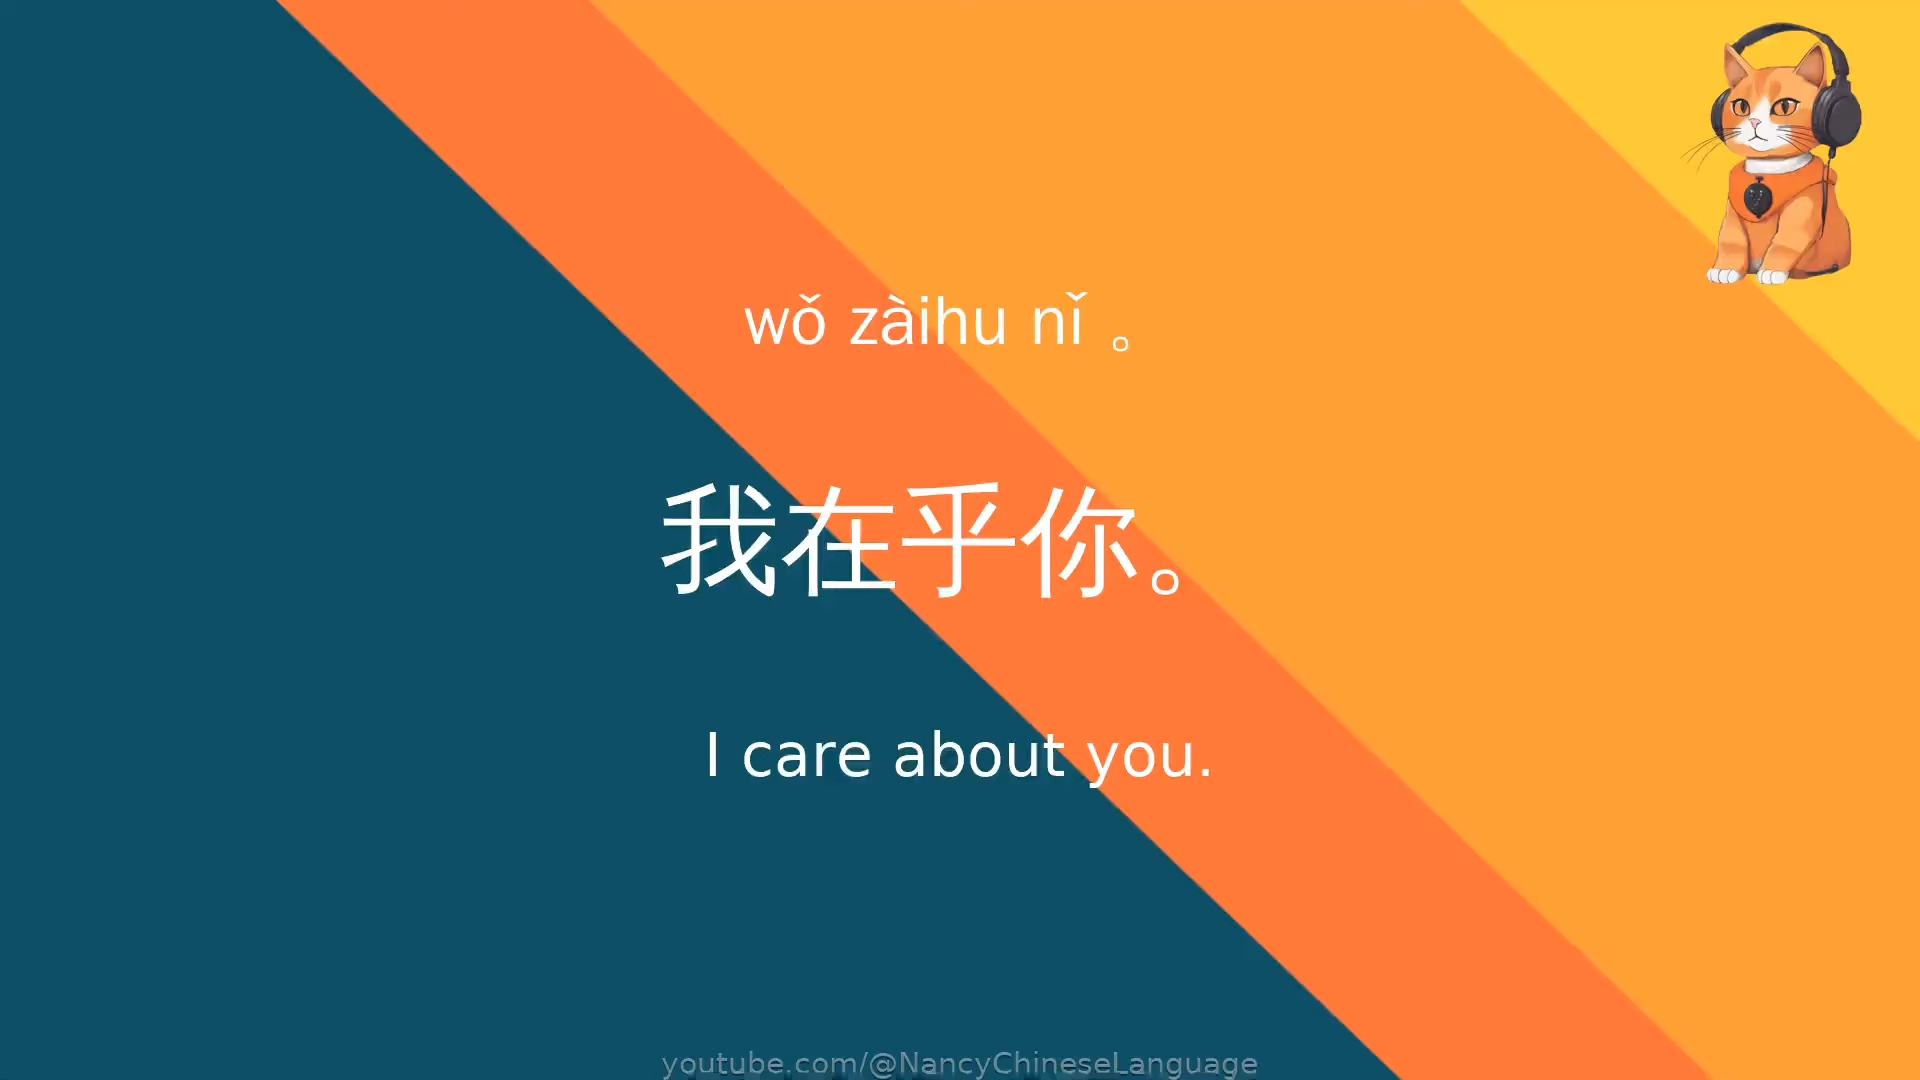 wǒ zàihu nǐ 。
我在乎你。
I care about you.
youtube.com/@NancyChineseLanguage